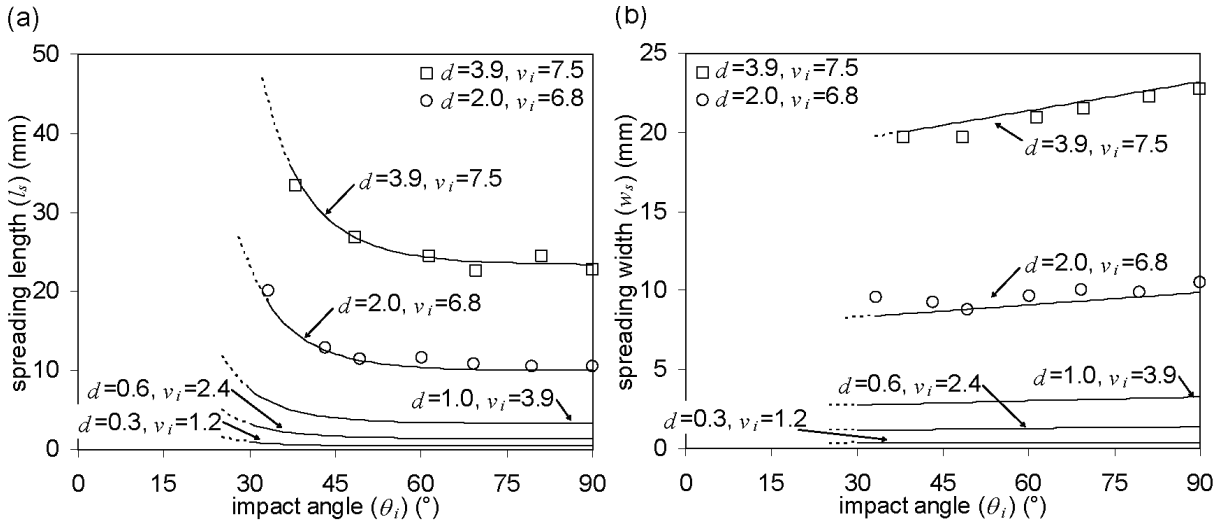 (a)
50
40
30
20
10
0
0 15 30 45 60 75 90
spreading length (lₛ) (mm)
impact angle (θᵢ) (°)
d=3.9, vᵢ=7.5
d=2.0, vᵢ=6.8
d=3.9, vᵢ=7.5
d=2.0, vᵢ=6.8
d=0.6, vᵢ=2.4
d=1.0, vᵢ=3.9
d=0.3, vᵢ=1.2
(b)
25
20
15
10
5
0
0 15 30 45 60 75 90
spreading width (wₛ) (mm)
impact angle (θᵢ) (°)
d=3.9, vᵢ=7.5
d=2.0, vᵢ=6.8
d=3.9, vᵢ=7.5
d=2.0, vᵢ=6.8
d=0.6, vᵢ=2.4
d=1.0, vᵢ=3.9
d=0.3, vᵢ=1.2